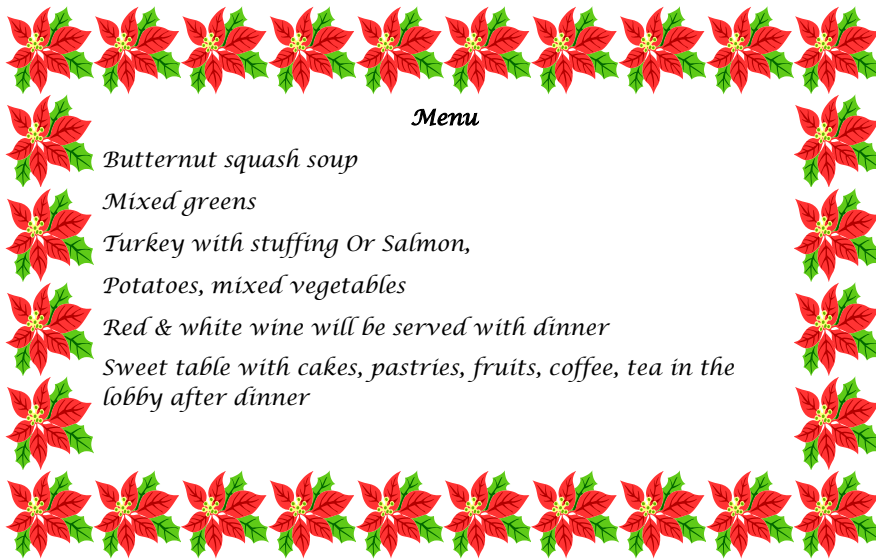 Menu
Butternut squash soup
Mixed greens
Turkey with stuffing Or Salmon,
Potatoes, mixed vegetables
Red & white wine will be served with dinner
Sweet table with cakes, pastries, fruits, coffee, tea in the
lobby after dinner